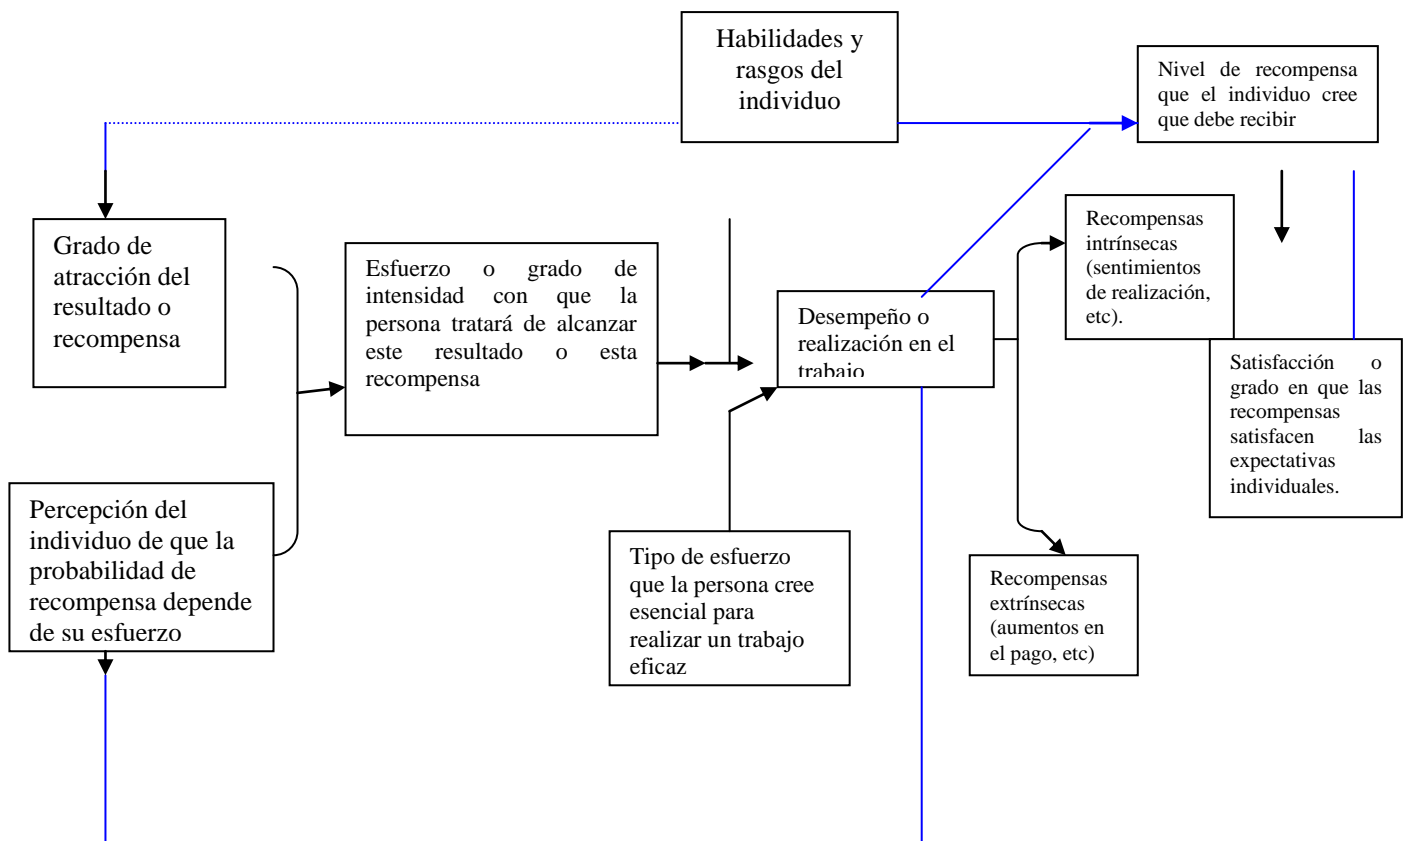 Habilidades y
rasgos del
individuo
Nivel de recompensa
que el individuo cree
que debe recibir
Grado de
atracción del
resultado o
recompensa
Esfuerzo o grado de
intensidad con que la
persona tratará de alcanzar
este resultado o esta
recompensa
Desempeño o
realización en el
trabajo
Recompensas
intrínsecas
(sentimientos
de realización,
etc).
Satisfacción o
grado en que las
recompensas
satisfacen las
expectativas
individuales.
Percepción del
individuo de que la
probabilidad de
recompensa depende
de su esfuerzo
Tipo de esfuerzo
que la persona cree
esencial para
realizar un trabajo
eficaz
Recompensas
extrínsecas
(aumentos en
el pago, etc)